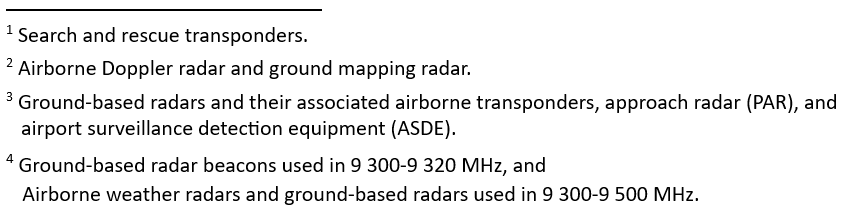 ¹ Search and rescue transponders.
² Airborne Doppler radar and ground mapping radar.
³ Ground-based radars and their associated airborne transponders, approach radar (PAR), and
airport surveillance detection equipment (ASDE).
⁴ Ground-based radar beacons used in 9 300-9 320 MHz, and
Airborne weather radars and ground-based radars used in 9 300-9 500 MHz.